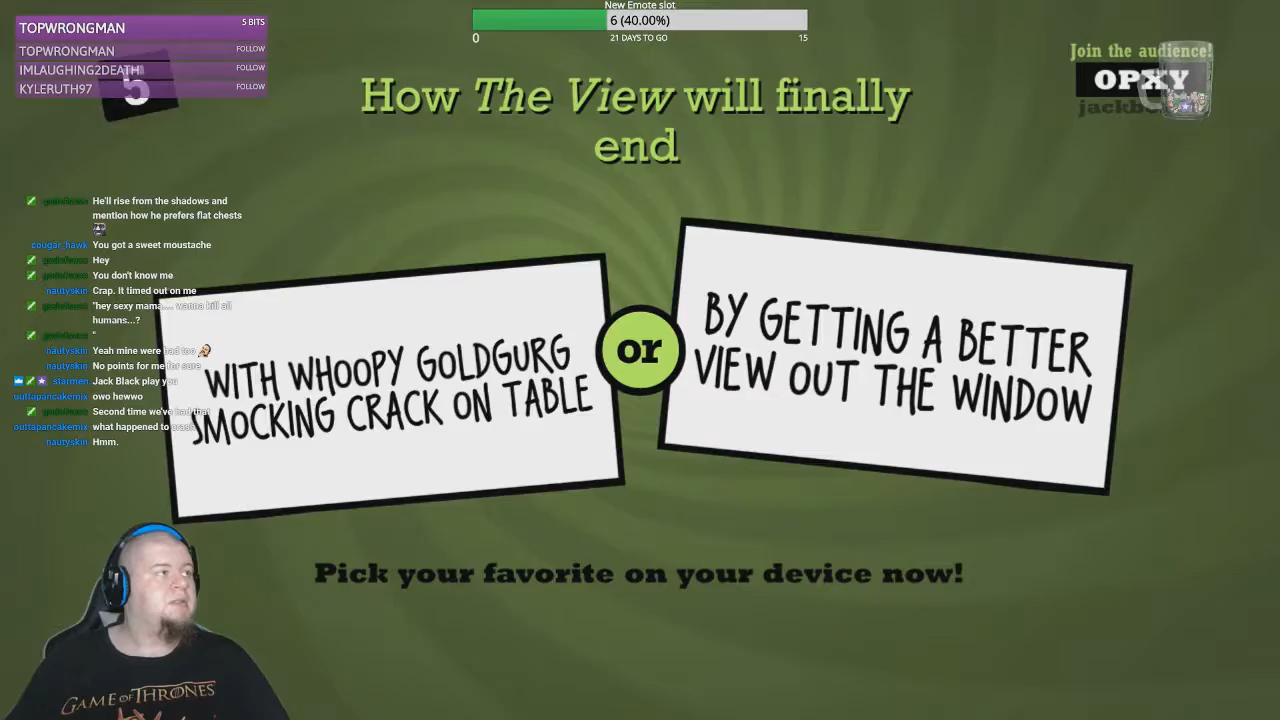 New Emote slot
6 (40.00%)
0
21 DAYS TO GO
15
TOPWRONGMAN
5 BITS
TOPWRONGMAN
FOLLOW
IMLAUGHING2DEATH
FOLLOW
KYLERUTH97
FOLLOW
5
How The View will finally
end
Join the audience!
OPXY
He'll rise from the shadows and
mention how he prefers flat chests
cougar_hawk You got a sweet moustache
Hey
You don't know me
nautyskin Crap. It timed out on me
"hey sexy mama.... wanna kill all
humans...?
"
nautyskin Yeah mine were bad too
nautyskin No points for me for sure
starmen Jack Black play you
outtapancakemix owo hewwo
Second time we've had that
outtapancakemix what happened to crash
nautyskin Hmm.
WITH WHOOPY GOLDGURG
SMOCKING CRACK ON TABLE
or
BY GETTING A BETTER
VIEW OUT THE WINDOW
Pick your favorite on your device now!
GAME OF THRONES